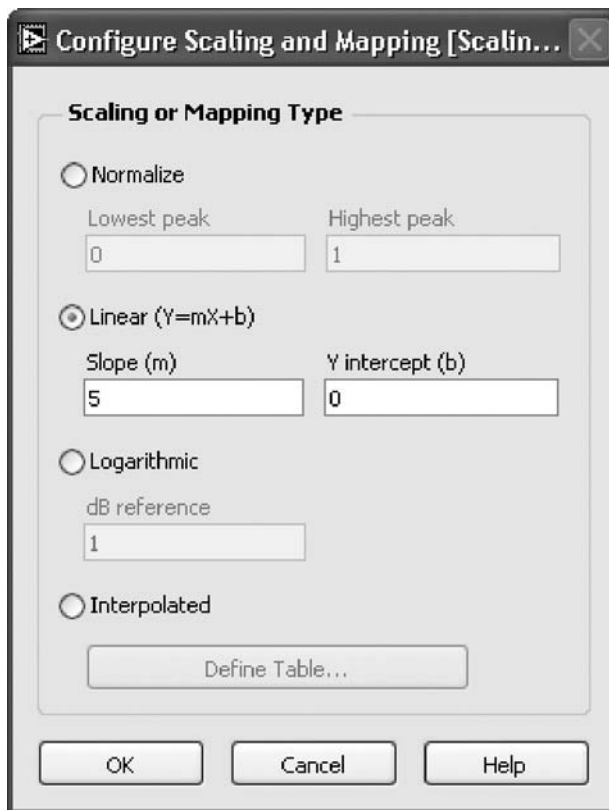 Configure Scaling and Mapping [Scalin...
Scaling or Mapping Type
Normalize
Lowest peak Highest peak
0 1
Linear (Y=mX+b)
Slope (m) Y intercept (b)
5 0
Logarithmic
dB reference
1
Interpolated
Define Table...
OK Cancel Help